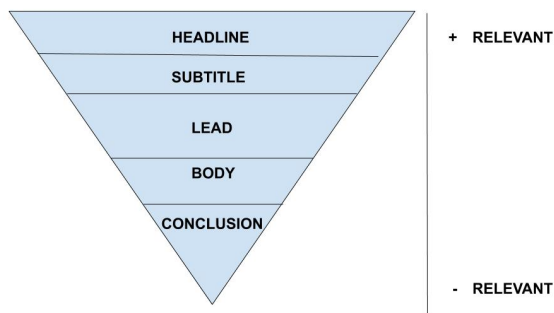 HEADLINE
+ RELEVANT
SUBTITLE
LEAD
BODY
CONCLUSION
- RELEVANT